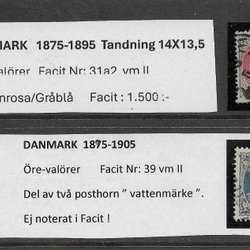 MARK 1875-1895 Tandning 14X13,5
valörer Facit Nr: 31a2 vm II
nrosa/Gråblå Facit : 1.500 :-
DANMARK 1875-1905
Öre-valörer Facit Nr: 39 vm II
Del av två posthorn ” vattenmärke ”.
Ej noterat i Facit !